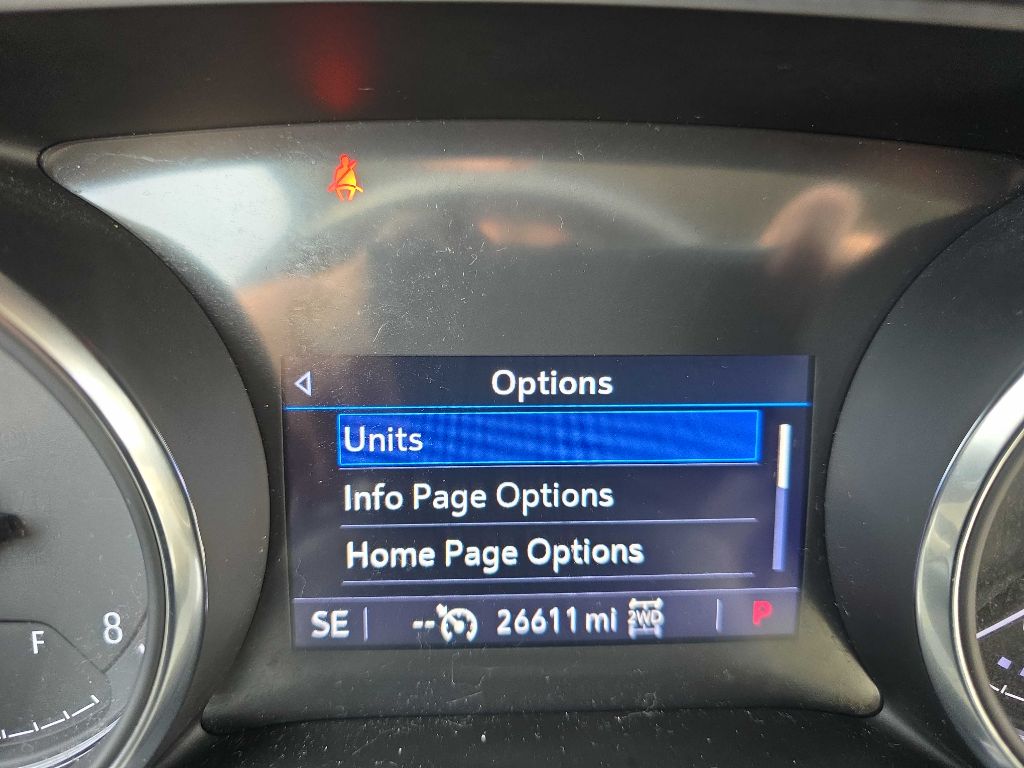 Options
Units
Info Page Options
Home Page Options
SE -- 26611 mi 2WD P
F 8